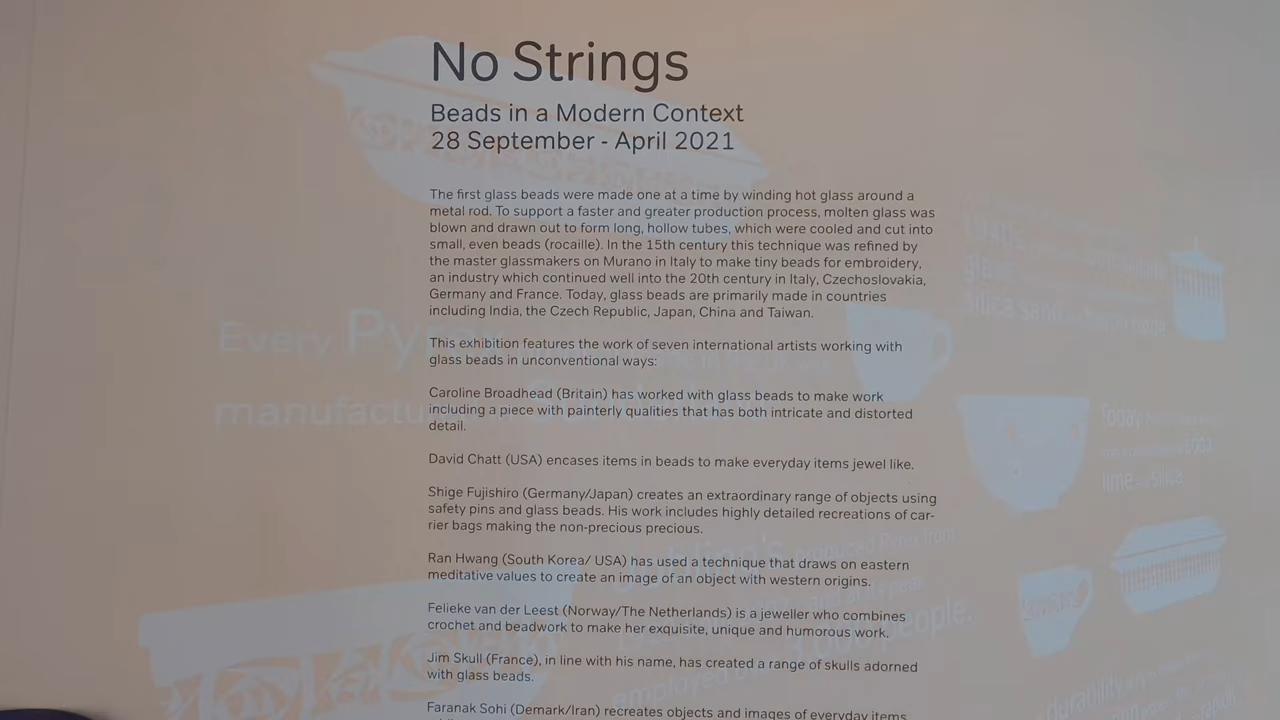 No Strings
Beads in a Modern Context
28 September - April 2021
The first glass beads were made one at a time by winding hot glass around a
metal rod. To support a faster and greater production process, molten glass was
blown and drawn out to form long, hollow tubes, which were cooled and cut into
small, even beads (rocaille). In the 15th century this technique was refined by
the master glassmakers on Murano in Italy to make tiny beads for embroidery,
an industry which continued well into the 20th century in Italy, Czechoslovakia,
Germany and France. Today, glass beads are primarily made in countries
including India, the Czech Republic, Japan, China and Taiwan.
This exhibition features the work of seven international artists working with
glass beads in unconventional ways:
Caroline Broadhead (Britain) has worked with glass beads to make work
including a piece with painterly qualities that has both intricate and distorted
detail.
David Chatt (USA) encases items in beads to make everyday items jewel like.
Shige Fujishiro (Germany/Japan) creates an extraordinary range of objects using
safety pins and glass beads. His work includes highly detailed recreations of car-
rier bags making the non-precious precious.
Ran Hwang (South Korea/ USA) has used a technique that draws on eastern
meditative values to create an image of an object with western origins.
Felieke van der Leest (Norway/The Netherlands) is a jeweller who combines
crochet and beadwork to make her exquisite, unique and humorous work.
Jim Skull (France), in line with his name, has created a range of skulls adorned
with glass beads.
Faranak Sohi (Demark/Iran) recreates objects and images of everyday items
Every Pyrex
manufactu
Today
lime silica
produced Pyrex from
employed
people.
durability